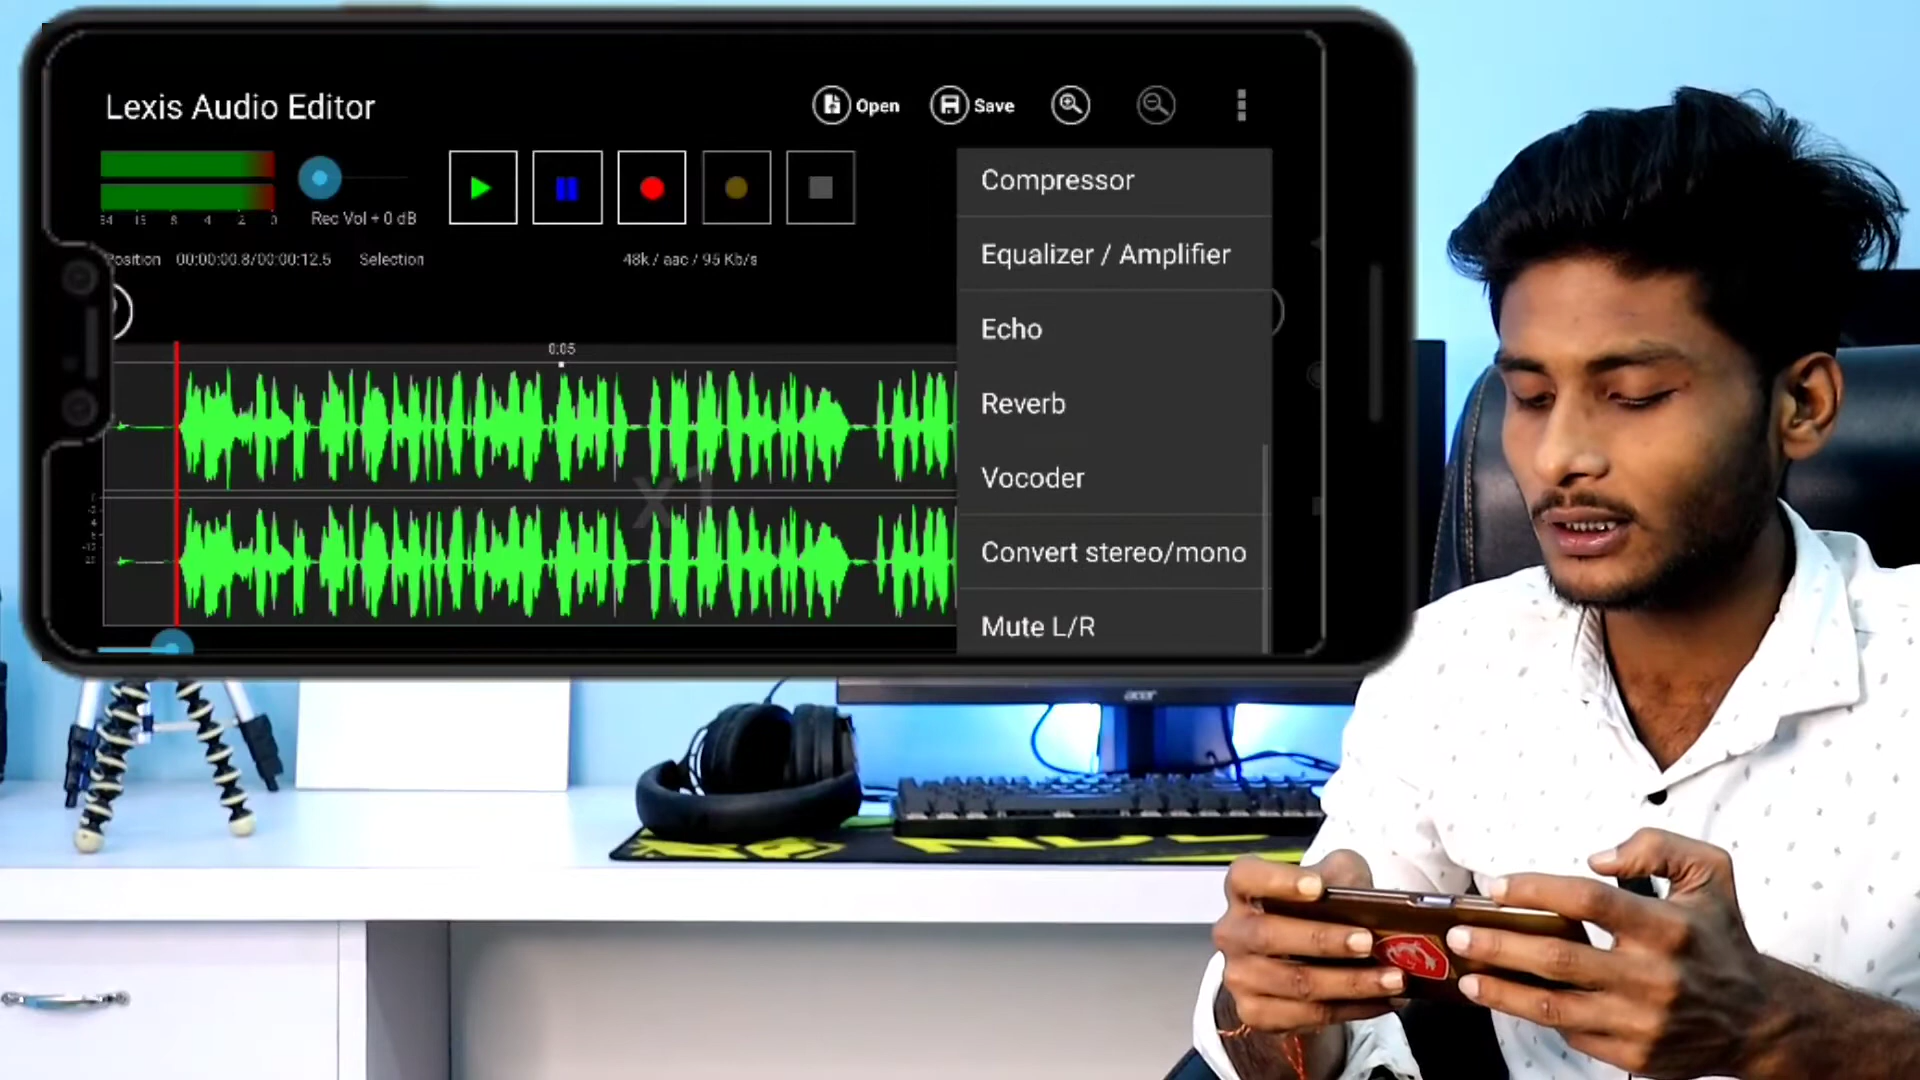 Lexis Audio Editor
Open
Save
Rec Vol + 0 dB
Position 00:00:00.8/00:00:12.5 Selection
48k / aac / 95 Kb/s
0:05
Compressor
Equalizer / Amplifier
Echo
Reverb
Vocoder
Convert stereo/mono
Mute L/R
acer